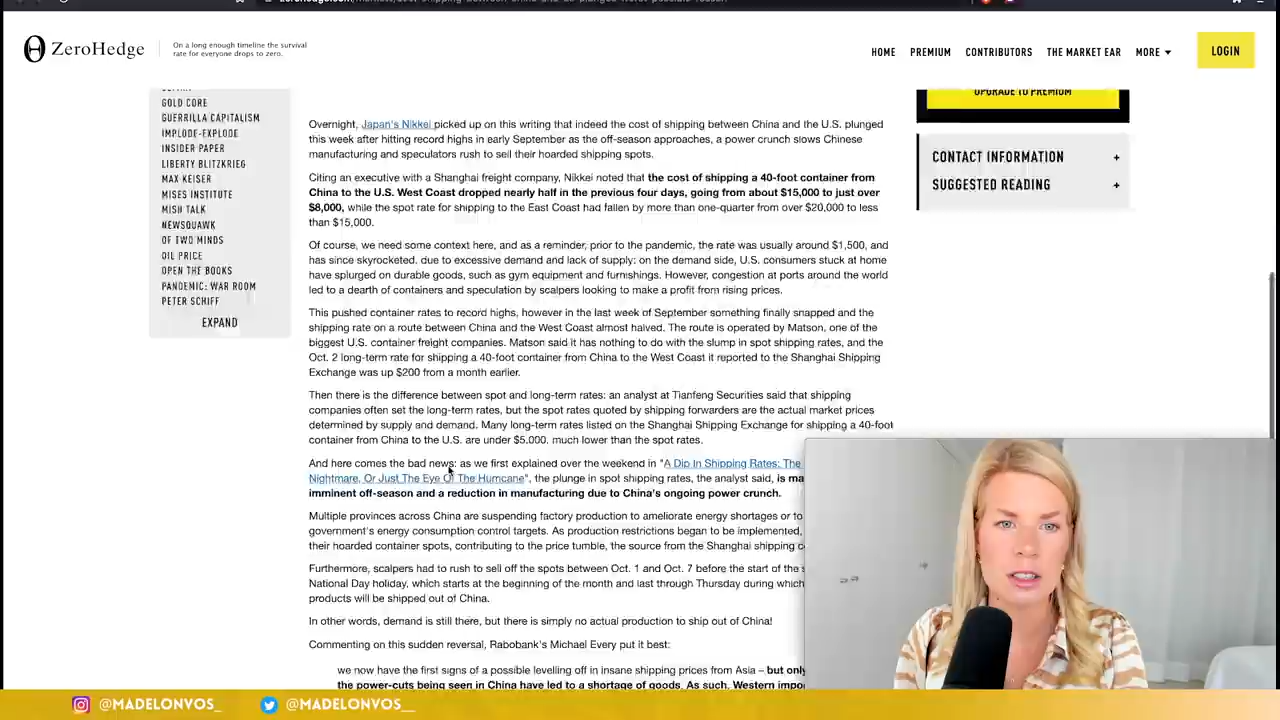 ZeroHedge
On a long enough timeline the survival
rate for everyone drops to zero.
HOME
PREMIUM
CONTRIBUTORS
THE MARKET EAR
MORE
LOGIN
GOLD CORE
GUERRILLA CAPITALISM
IMPLODE-EXPLODE
INSIDER PAPER
LIBERTY BLITZKRIEG
MAX KEISER
MISES INSTITUTE
MISH TALK
NEWSQUAWK
OF TWO MINDS
OIL PRICE
OPEN THE BOOKS
PANDEMIC: WAR ROOM
PETER SCHIFF
EXPAND
Overnight, Japan's Nikkei picked up on this writing that indeed the cost of shipping between China and the U.S. plunged
this week after hitting record highs in early September as the off-season approaches, a power crunch slows Chinese
manufacturing and speculators rush to sell their hoarded shipping spots.
Citing an executive with a Shanghai freight company, Nikkei noted that the cost of shipping a 40-foot container from
China to the U.S. West Coast dropped nearly half in the previous four days, going from about $15,000 to just over
$8,000, while the spot rate for shipping to the East Coast had fallen by more than one-quarter from over $20,000 to less
than $15,000.
Of course, we need some context here, and as a reminder, prior to the pandemic, the rate was usually around $1,500, and
has since skyrocketed. due to excessive demand and lack of supply: on the demand side, U.S. consumers stuck at home
have splurged on durable goods, such as gym equipment and furnishings. However, congestion at ports around the world
led to a dearth of containers and speculation by scalpers looking to make a profit from rising prices.
This pushed container rates to record highs, however in the last week of September something finally snapped and the
shipping rate on a route between China and the West Coast almost halved. The route is operated by Matson, one of the
biggest U.S. container freight companies. Matson said it has nothing to do with the slump in spot shipping rates, and the
Oct. 2 long-term rate for shipping a 40-foot container from China to the West Coast it reported to the Shanghai Shipping
Exchange was up $200 from a month earlier.
Then there is the difference between spot and long-term rates: an analyst at Tianfeng Securities said that shipping
companies often set the long-term rates, but the spot rates quoted by shipping forwarders are the actual market prices
determined by supply and demand. Many long-term rates listed on the Shanghai Shipping Exchange for shipping a 40-foot
container from China to the U.S. are under $5,000. much lower than the spot rates.
And here comes the bad news: as we first explained over the weekend in "A Dip In Shipping Rates: The
Nightmare, Or Just The Eye Of The Hurricane", the plunge in spot shipping rates, the analyst said, is
imminent off-season and a reduction in manufacturing due to China's ongoing power crunch.
Multiple provinces across China are suspending factory production to ameliorate energy shortages or to
government's energy consumption control targets. As production restrictions began to be implemented,
their hoarded container spots, contributing to the price tumble, the source from the Shanghai shipping
Furthermore, scalpers had to rush to sell off the spots between Oct. 1 and Oct. 7 before the start of the
National Day holiday, which starts at the beginning of the month and last through Thursday during which
products will be shipped out of China.
In other words, demand is still there, but there is simply no actual production to ship out of China!
Commenting on this sudden reversal, Rabobank's Michael Every put it best:
we now have the first signs of a possible levelling off in insane shipping prices from Asia – but only
the power-cuts being seen in China have led to a shortage of goods. As such, Western
UPGRADE TO PREMIUM
CONTACT INFORMATION +
SUGGESTED READING +
@MADELONVOS_
@MADELONVOS__